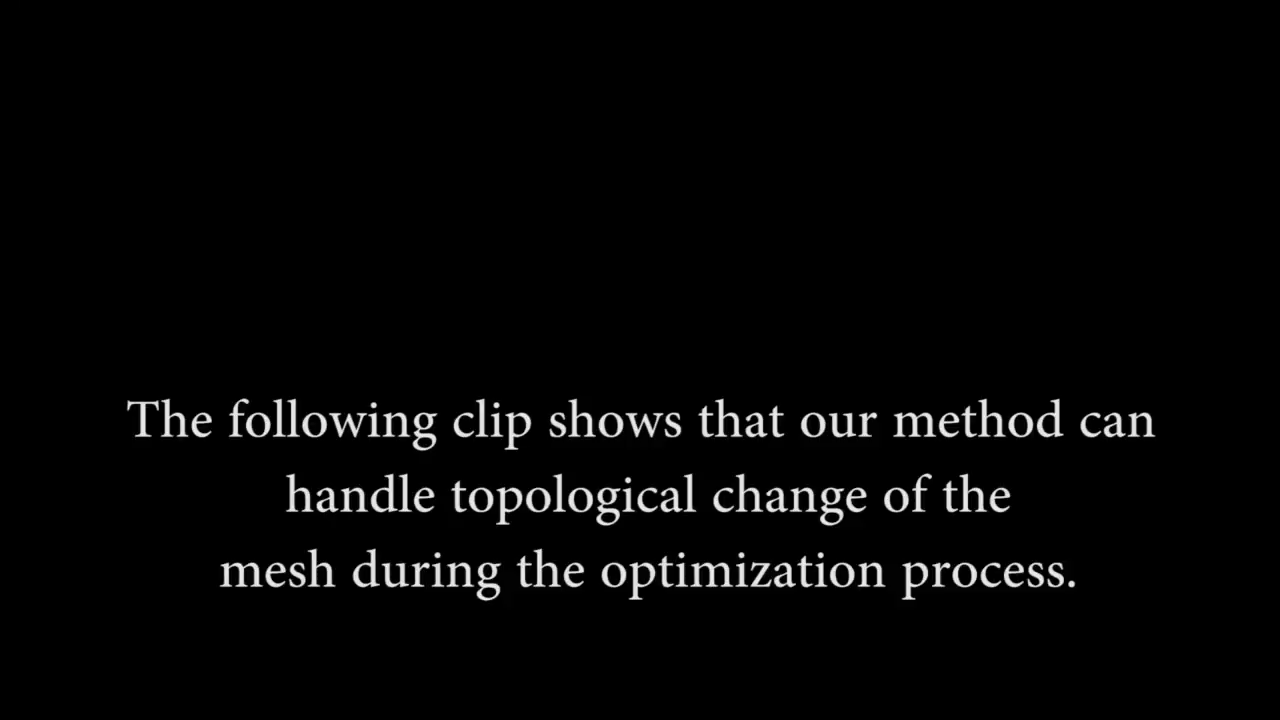 The following clip shows that our method can
handle topological change of the
mesh during the optimization process.